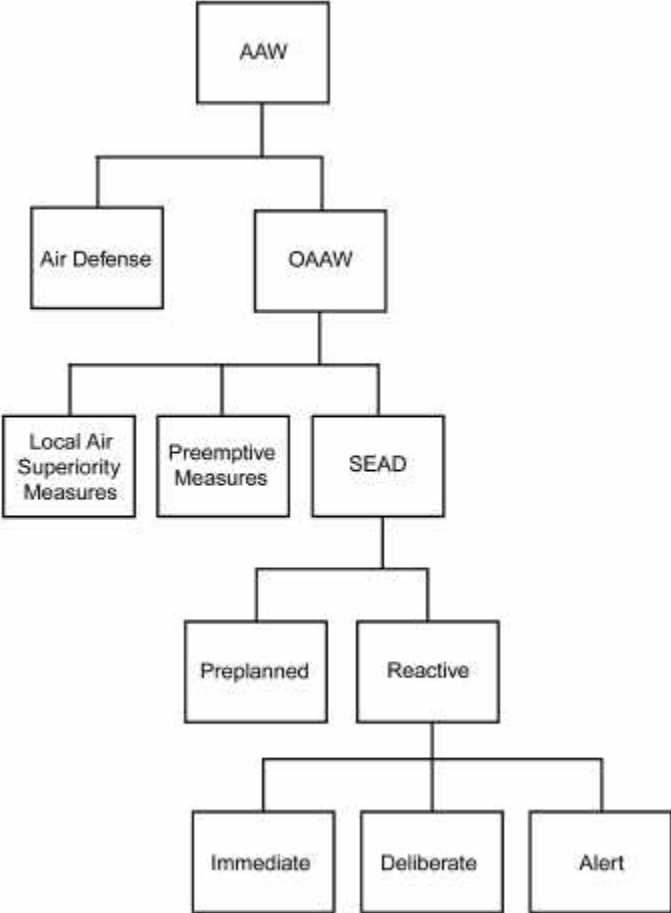 AAW
Air Defense
OAAW
Local Air
Superiority
Measures
Preemptive
Measures
SEAD
Preplanned
Reactive
Immediate
Deliberate
Alert